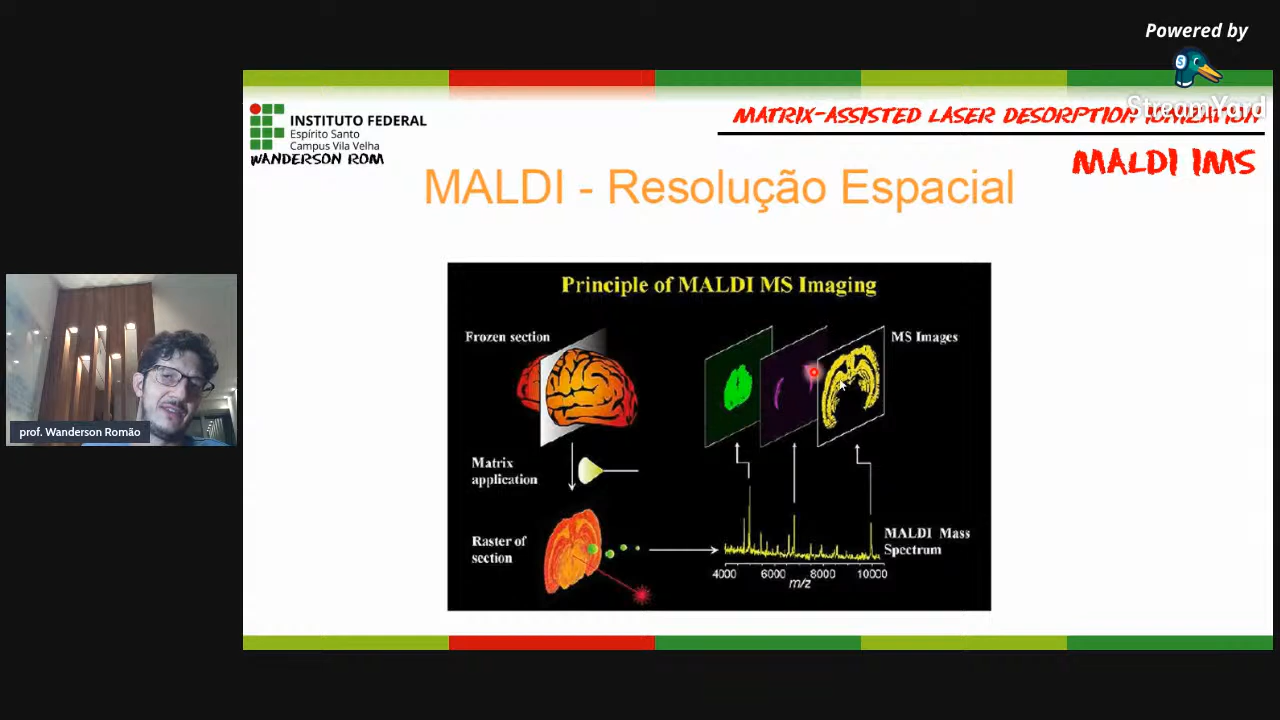 Powered by
StreamYard
INSTITUTO FEDERAL
Espírito Santo
Campus Vila Velha
WANDERSON ROM
MATRIX-ASSISTED LASER DESORPTION IONIZATION
MALDI IMS
MALDI - Resolução Espacial
Principle of MALDI MS Imaging
Frozen section
MS Images
Matrix
application
Raster of
section
MALDI Mass
Spectrum
4000 6000 8000 10000
m/z
prof. Wanderson Romão